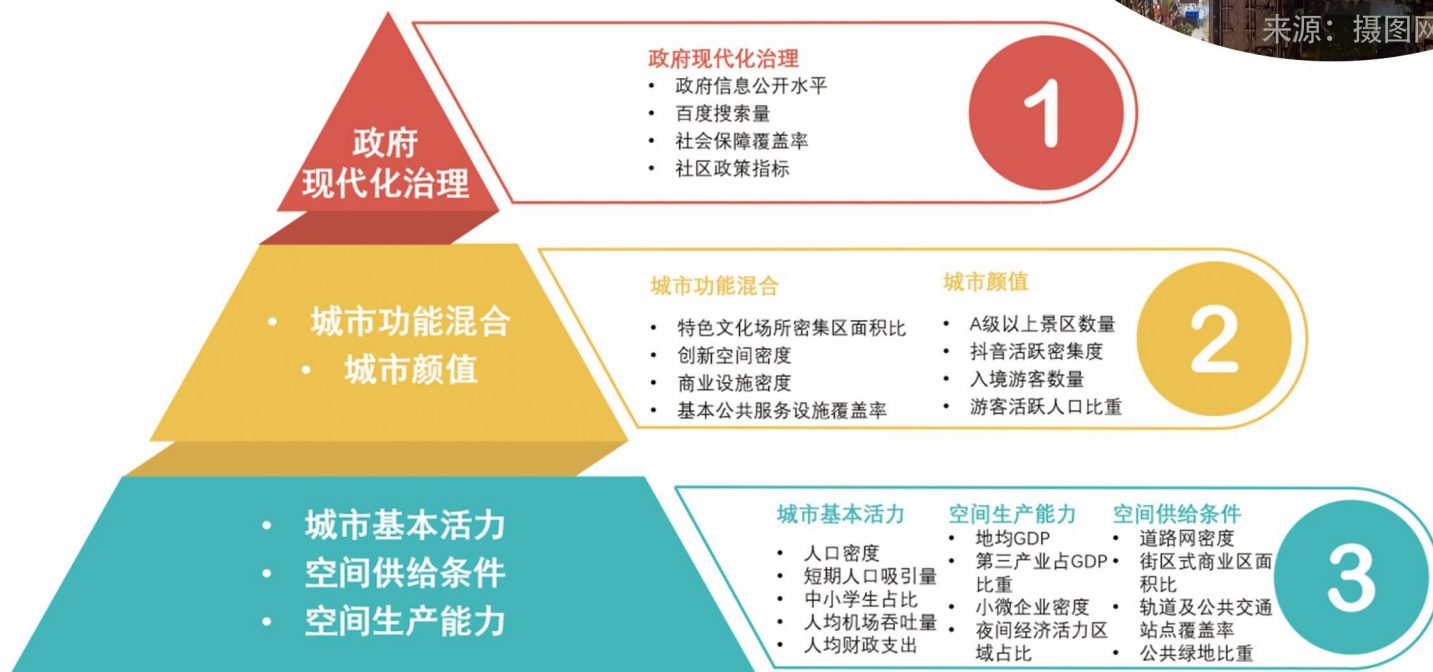 来源：摄图网
政府
现代化治理
政府现代化治理
• 政府信息公开水平
• 百度搜索量
• 社会保障覆盖率
• 社区政策指标
1
• 城市功能混合
• 城市颜值
城市功能混合
• 特色文化场所密集区面积比
• 创新空间密度
• 商业设施密度
• 基本公共服务设施覆盖率
城市颜值
• A级以上景区数量
• 抖音活跃密集度
• 入境游客数量
• 游客活跃人口比重
2
• 城市基本活力
• 空间供给条件
• 空间生产能力
城市基本活力
• 人口密度
• 短期人口吸引量
• 中小学生占比
• 人均机场吞吐量
• 人均财政支出
空间生产能力
• 地均GDP
• 第三产业占GDP
比重
• 小微企业密度
• 夜间经济活力区
域占比
空间供给条件
• 道路网密度
• 街区式商业区面
积比
• 轨道及公共交通
站点覆盖率
• 公共绿地比重
3